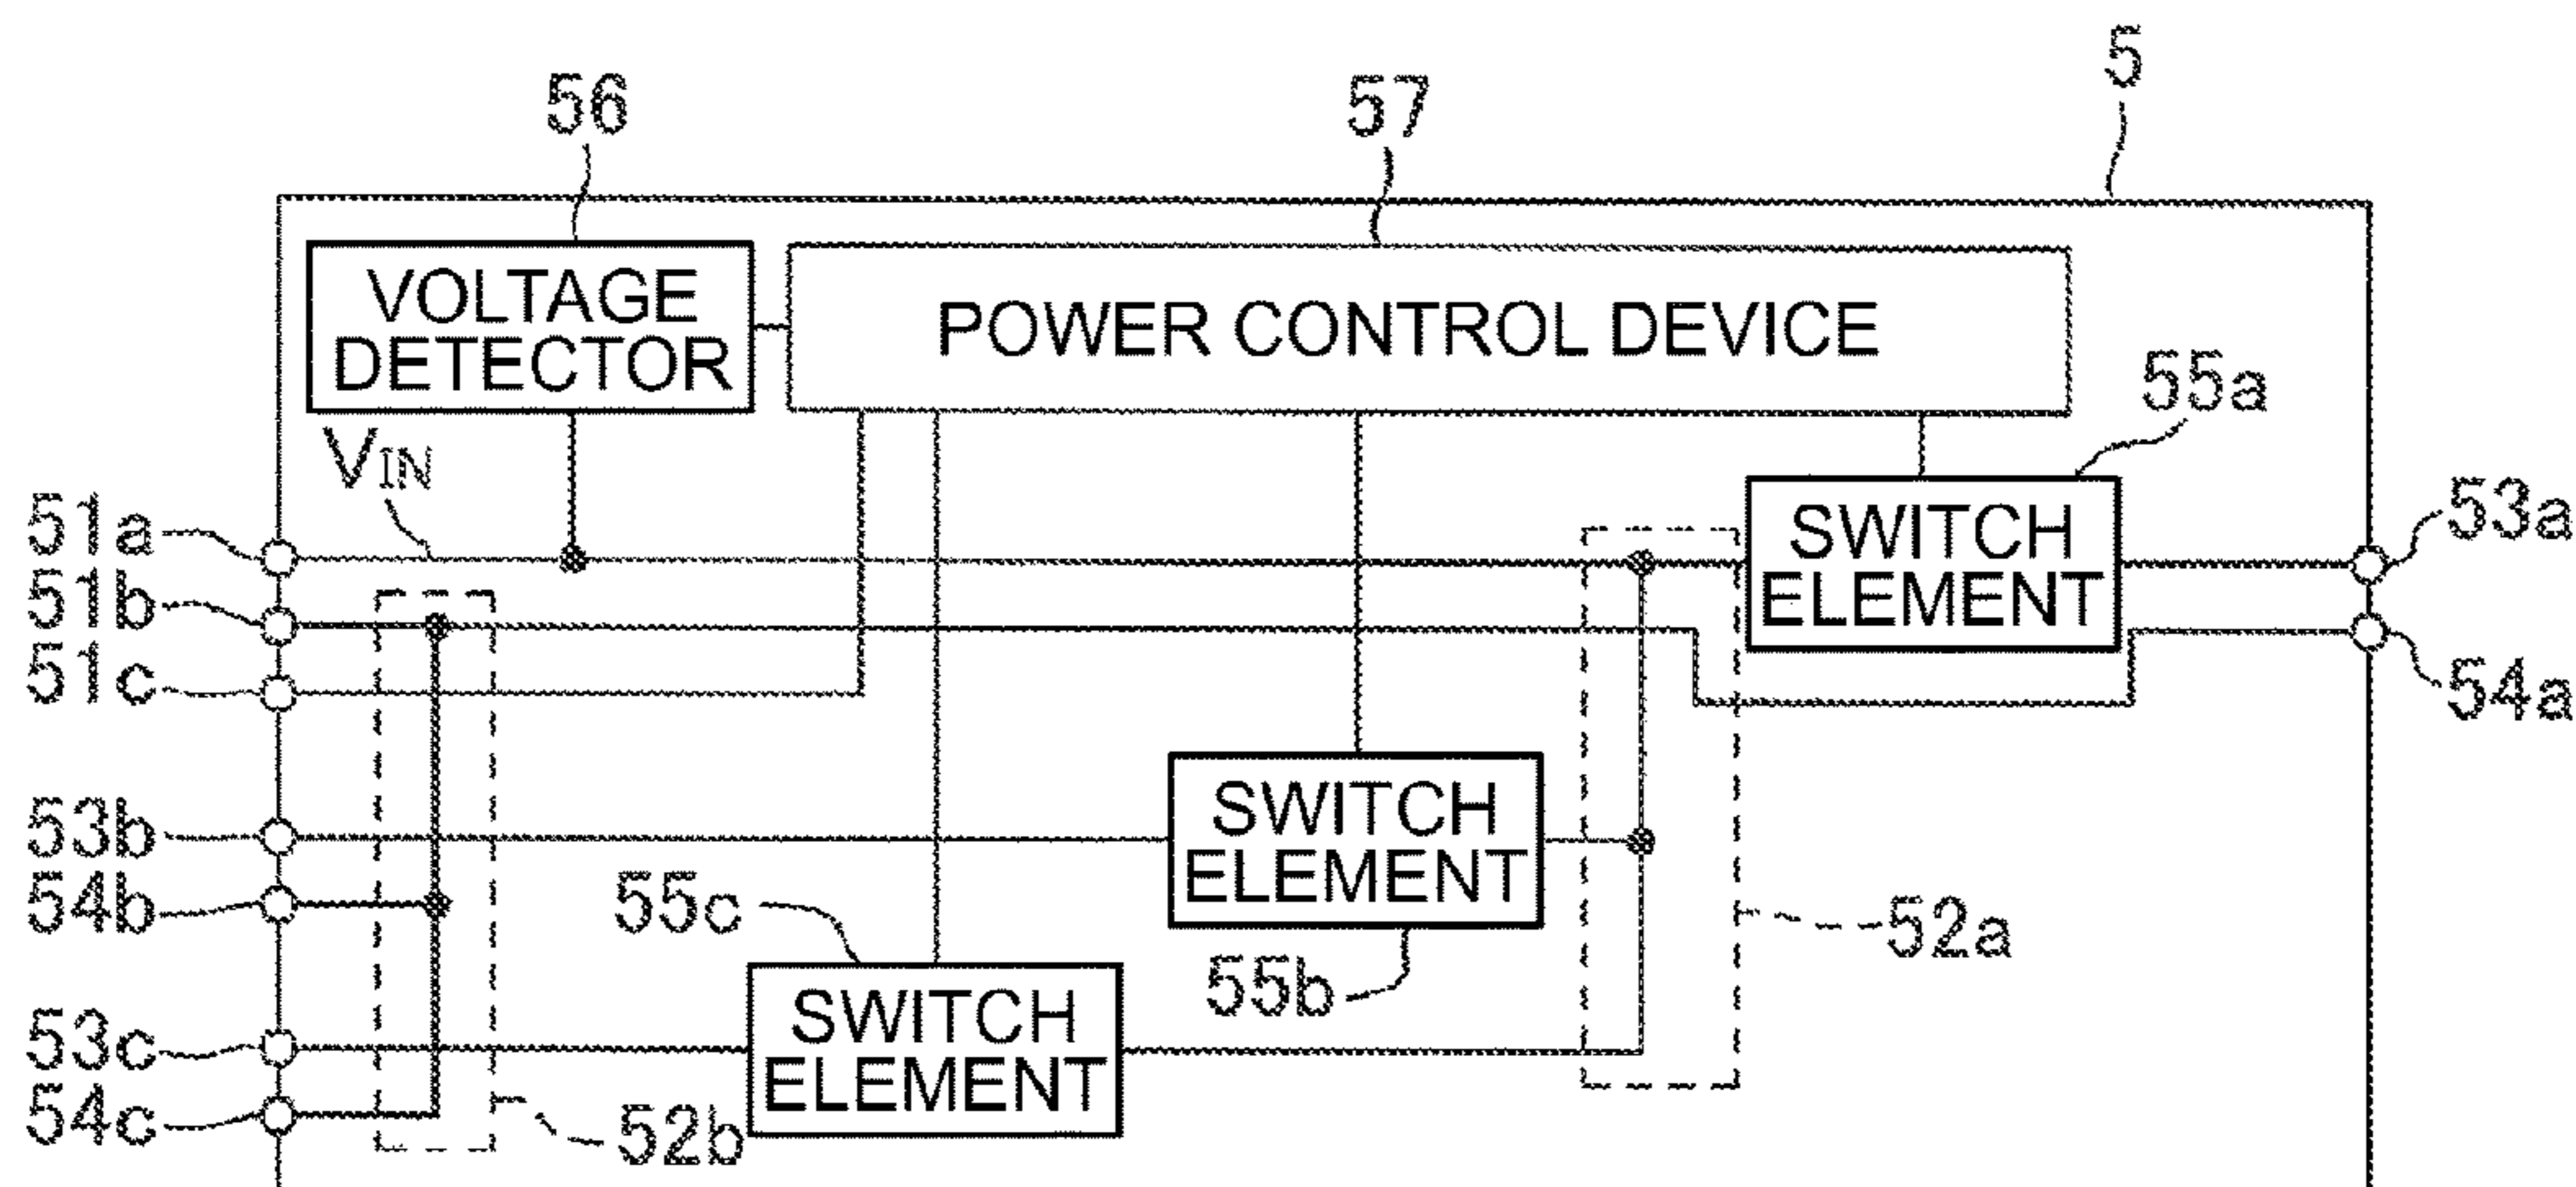 5
56
57
VOLTAGE
DETECTOR
POWER CONTROL DEVICE
55a
VIN
51a
SWITCH
ELEMENT
53a
51b
51c
54a
53b
SWITCH
ELEMENT
54b
55c
52a
55b
53c
SWITCH
ELEMENT
54c
52b